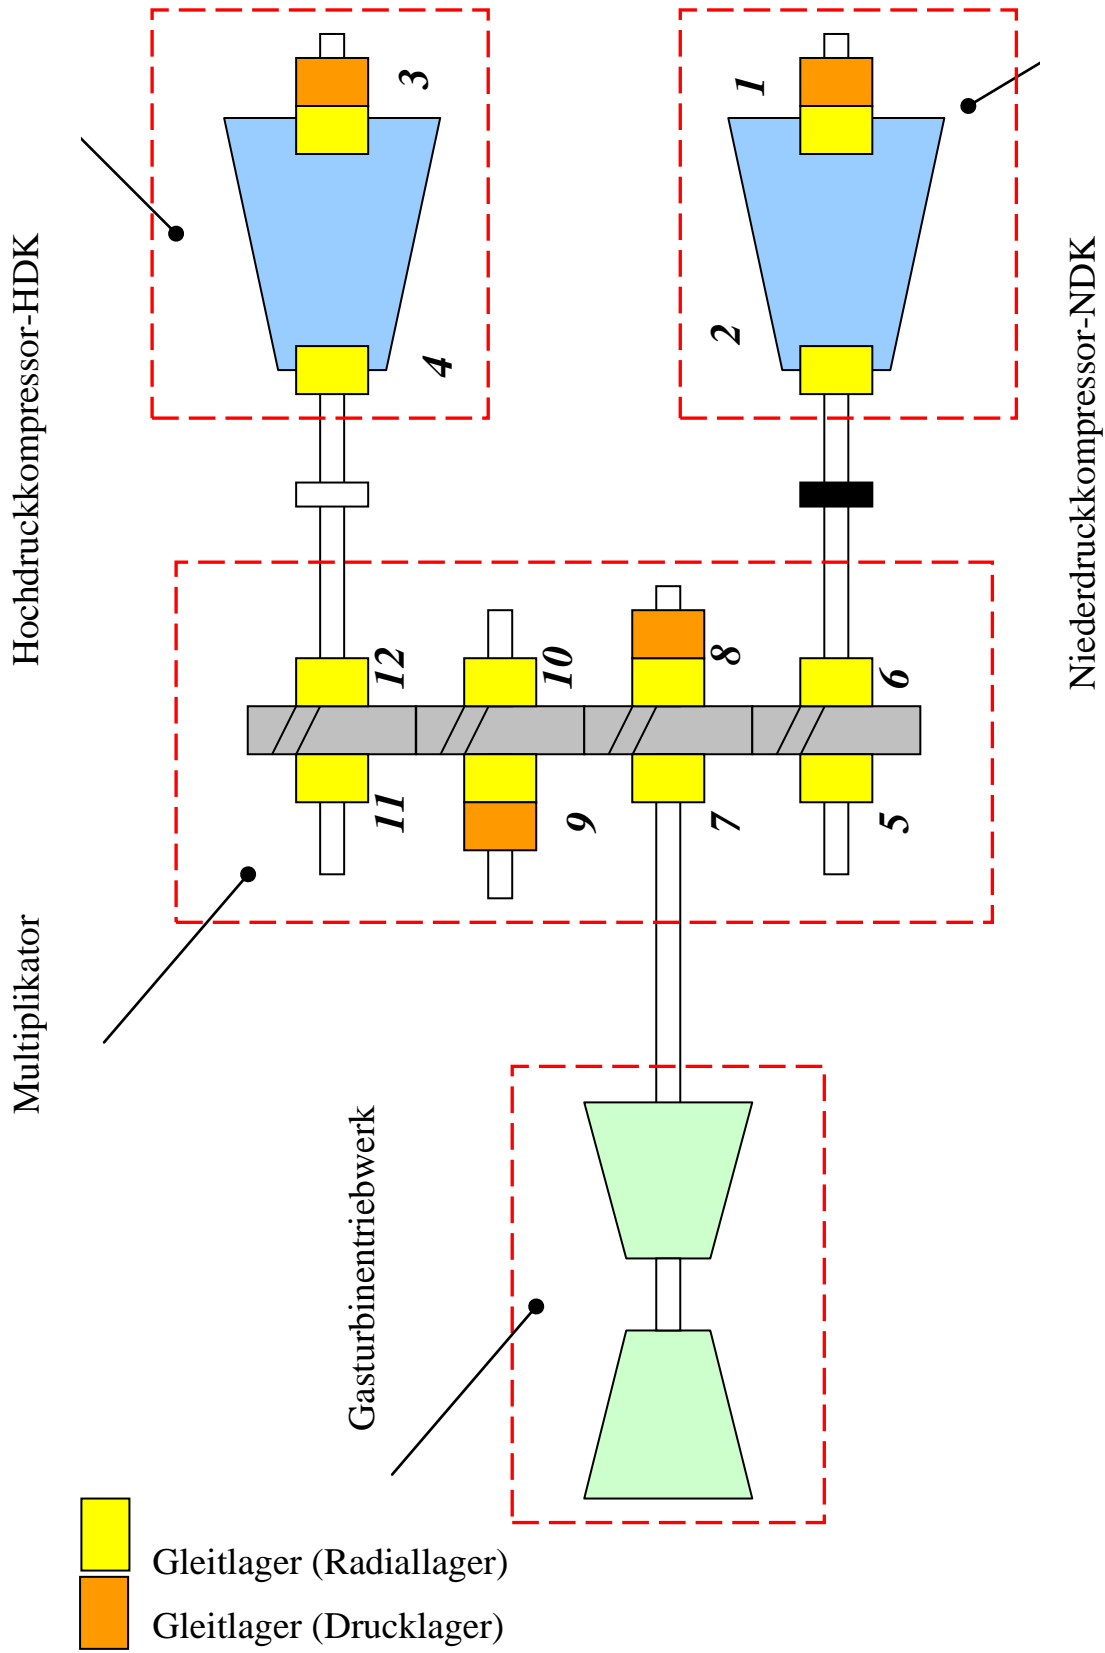 3
1
Hochdruckkompressor-HDK
Niederdruckkompressor-NDK
4
2
12
10
8
6
11
9
7
5
Multiplikator
Gasturbinentriebwerk
Gleitlager (Radiallager)
Gleitlager (Drucklager)